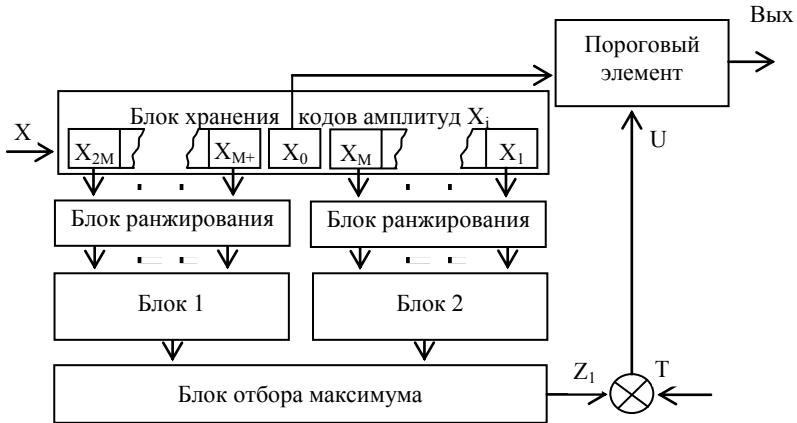 Вых
Пороговый
элемент
Блок хранения кодов амплитуд Xᵢ
X
X₂ₘ
Xₘ₊
X₀
Xₘ
X₁
U
Блок ранжирования
Блок ранжирования
Блок 1
Блок 2
Блок отбора максимума
Z₁
T